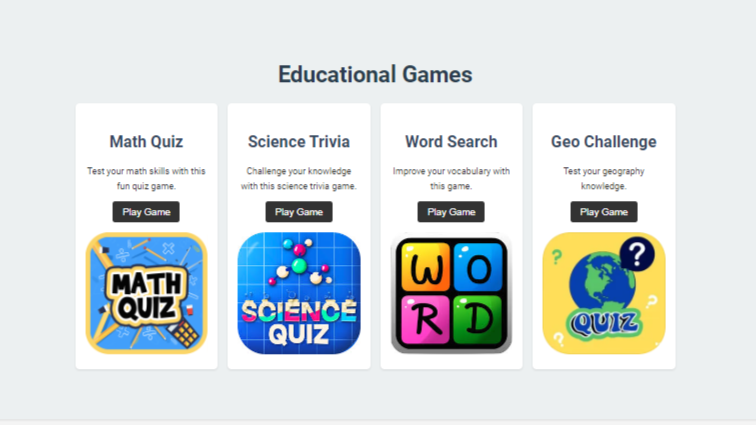 Educational Games
Math Quiz
Test your math skills with this
fun quiz game.
Play Game
MATH
QUIZ
Science Trivia
Challenge your knowledge
with this science trivia game.
Play Game
SCIENCE
QUIZ
Word Search
Improve your vocabulary with
this game.
Play Game
W O
R D
Geo Challenge
Test your geography
knowledge.
Play Game
?
?
?
?
QUIZ